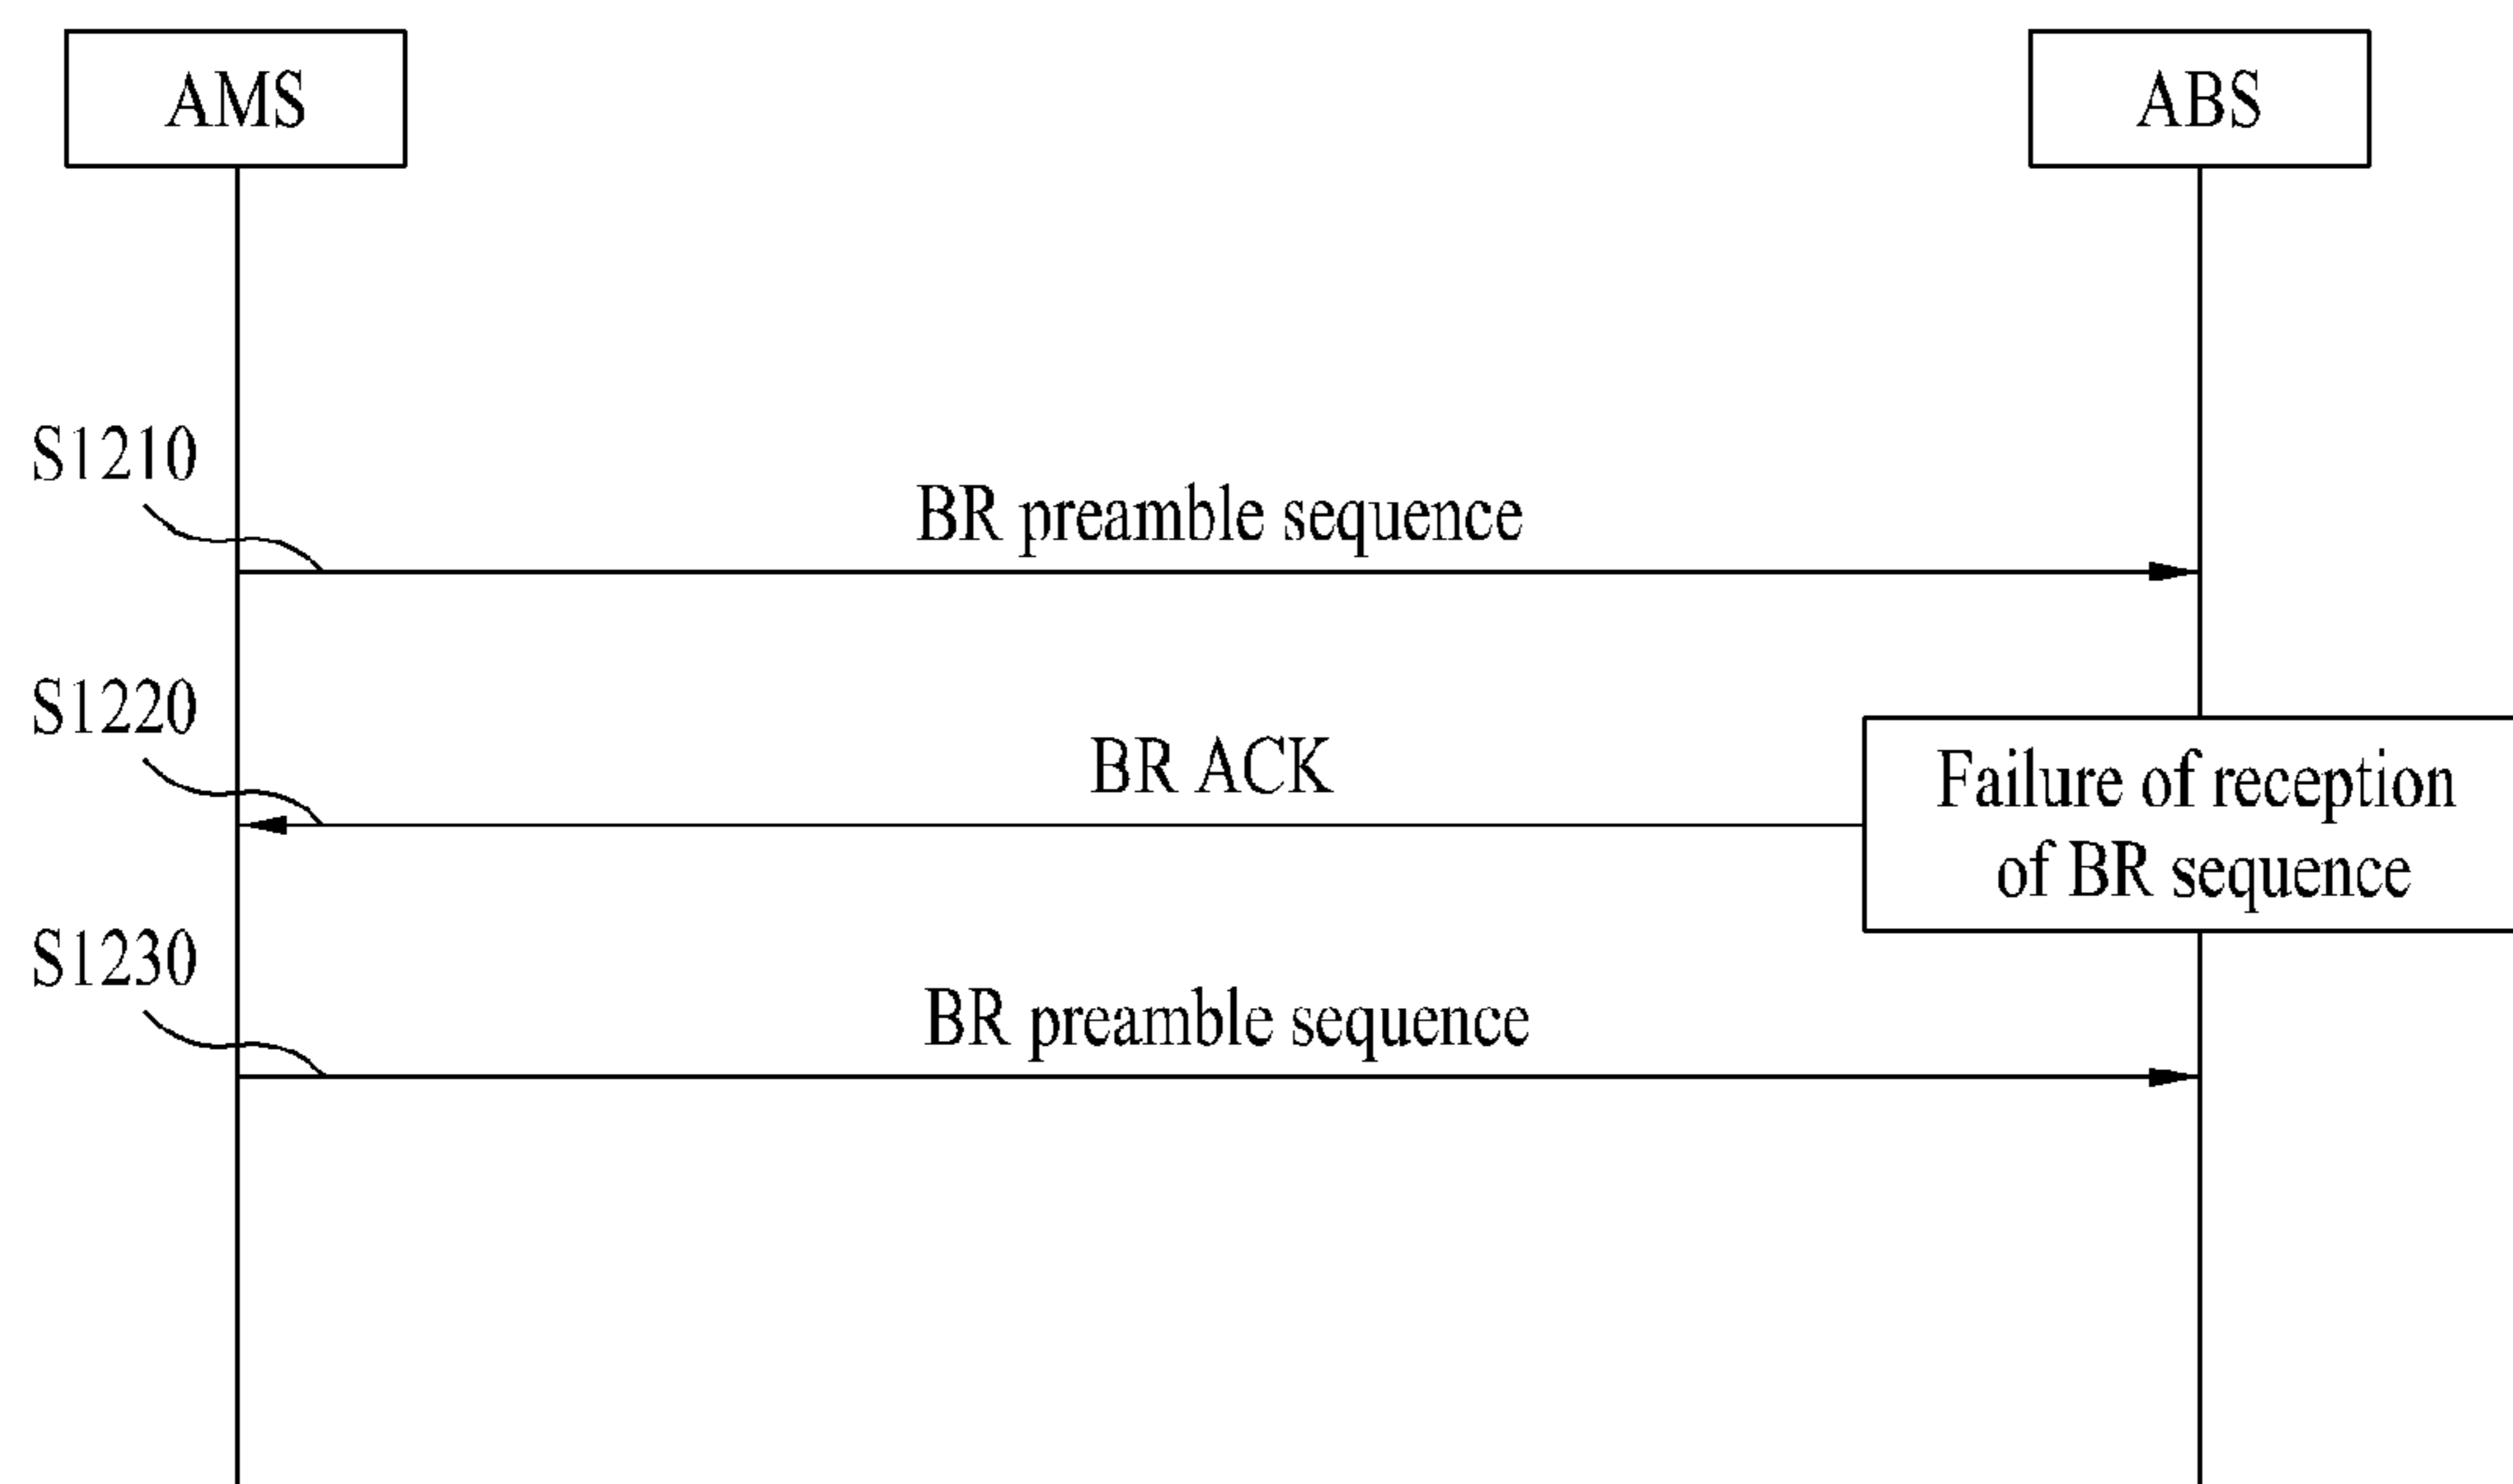 AMS
ABS
S1210
BR preamble sequence
S1220
BR ACK
Failure of reception
of BR sequence
S1230
BR preamble sequence